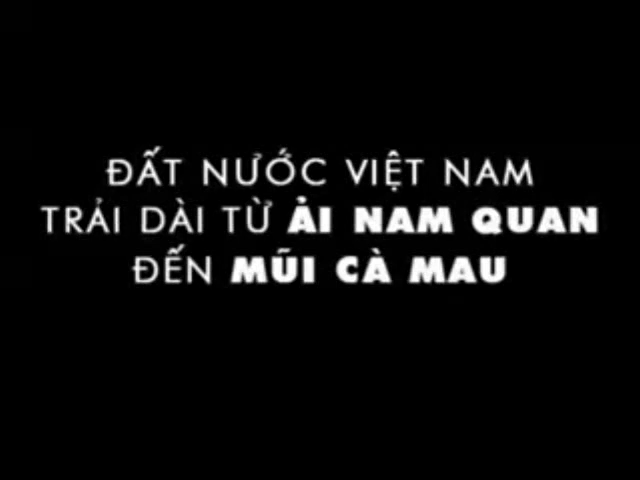 ĐẤT NƯỚC VIỆT NAM
TRẢI DÀI TỪ ẢI NAM QUAN
ĐẾN MŨI CÀ MAU